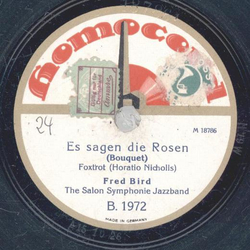 Homocord
24
M 18786
Es sagen die Rosen
(Bouquet)
Foxtrot (Horatio Nicholls)
Fred Bird
The Salon Symphonie Jazzband
B. 1972
MADE IN GERMANY